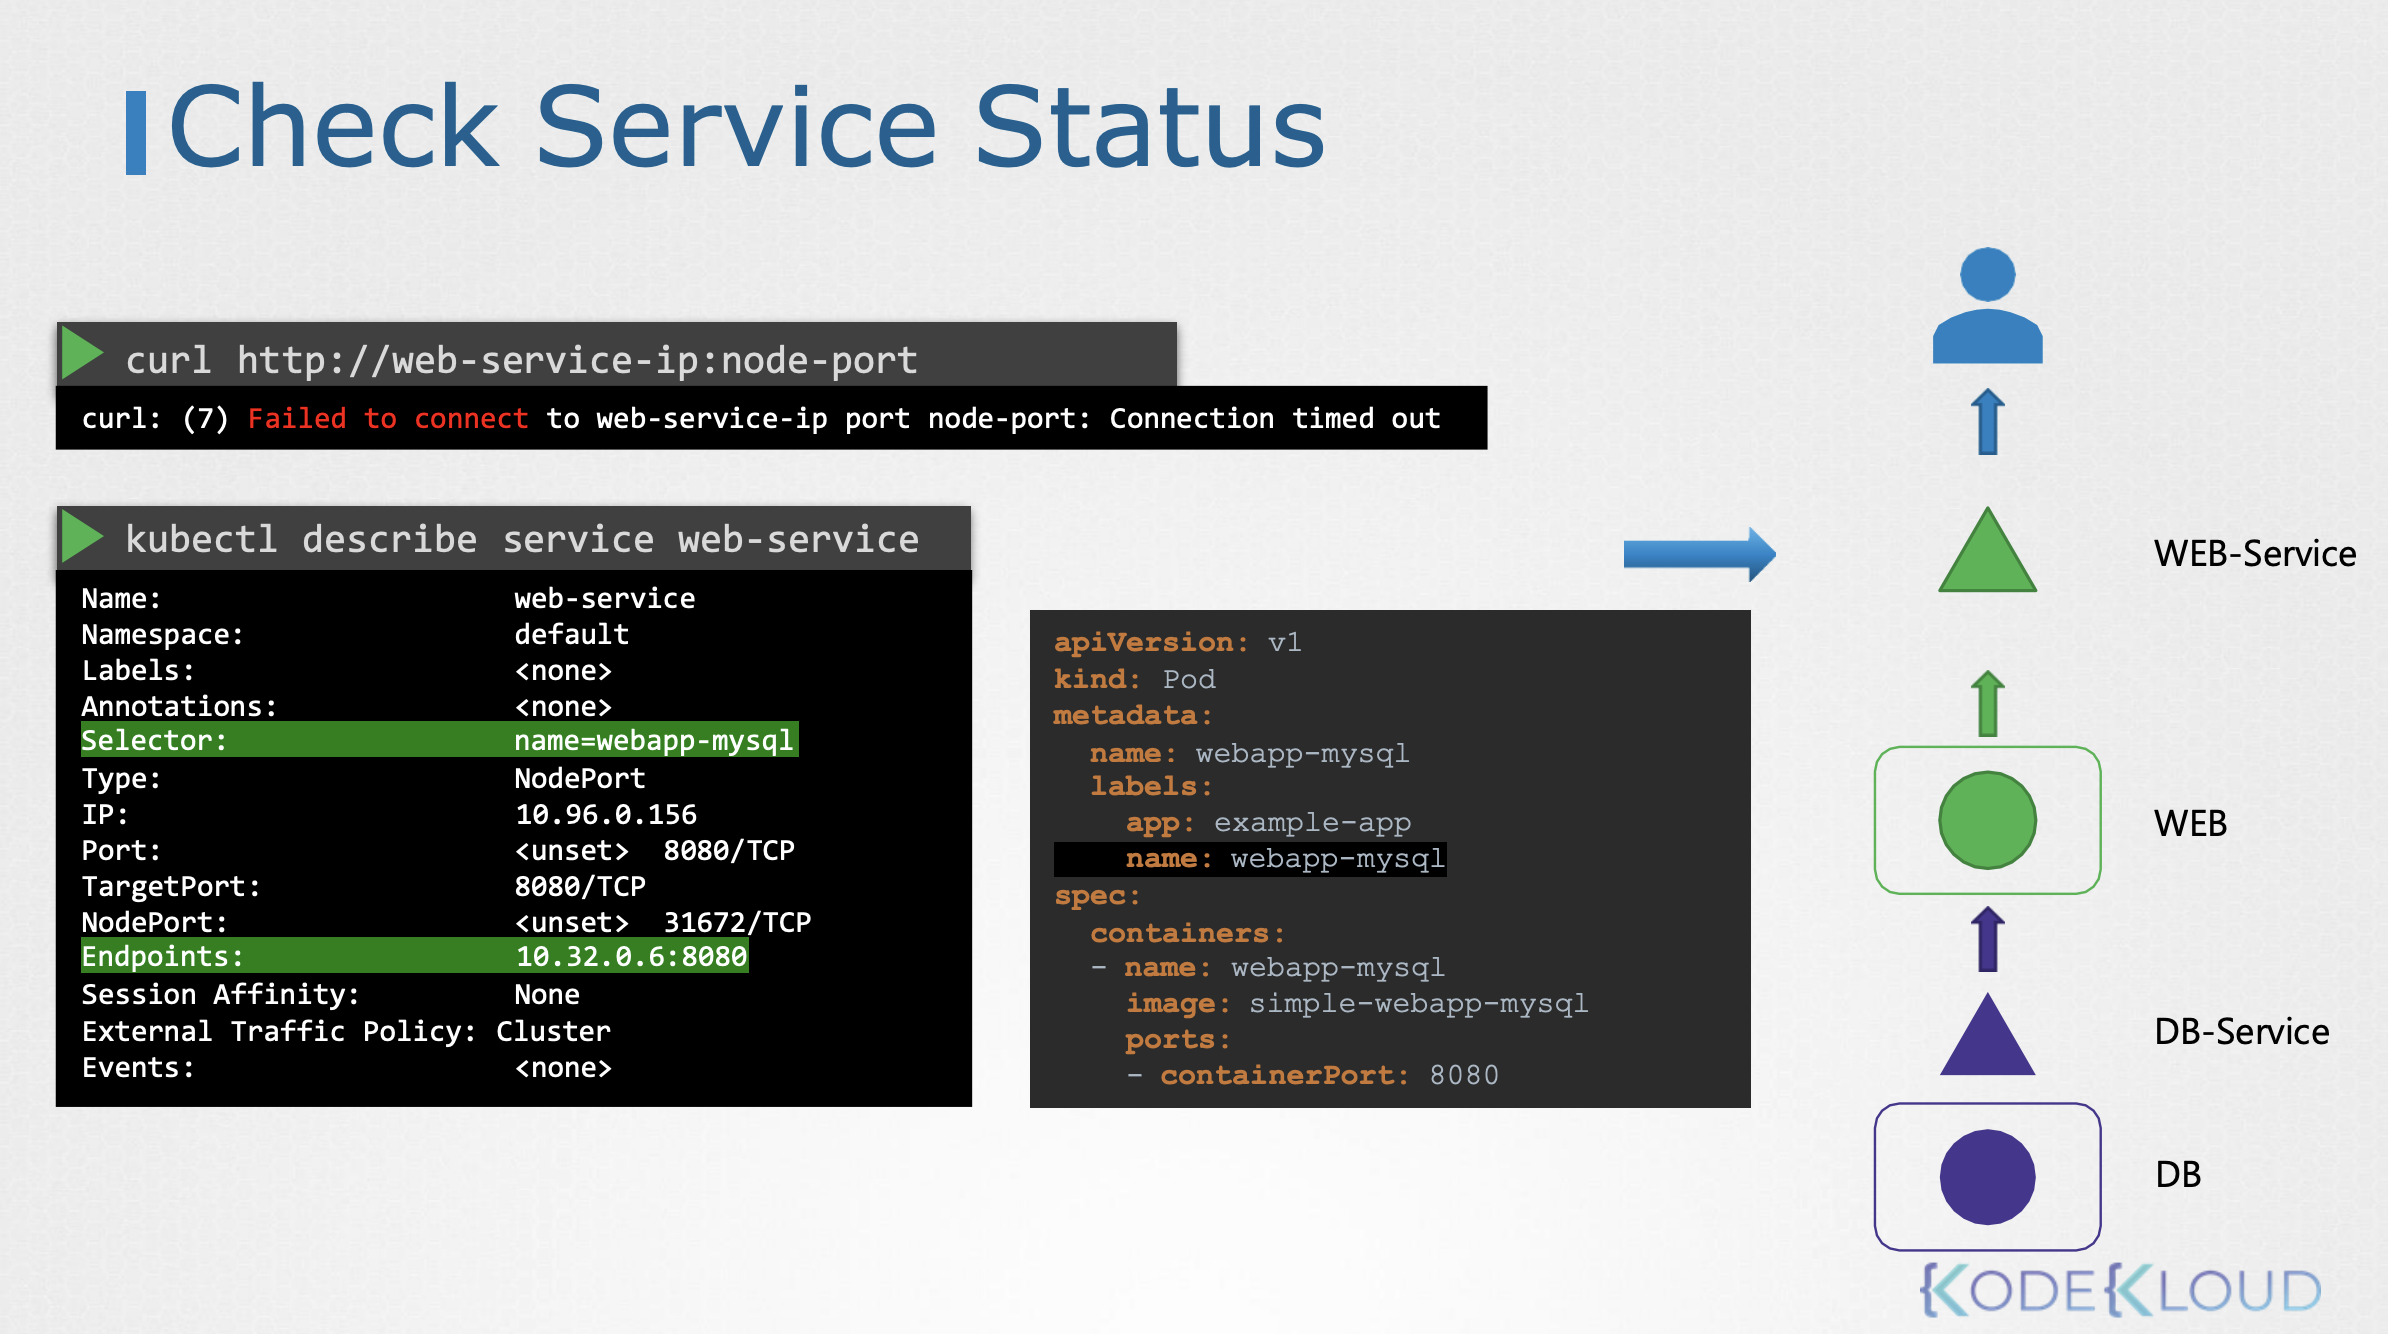 Check Service Status
curl http://web-service-ip:node-port
curl: (7) Failed to connect to web-service-ip port node-port: Connection timed out
kubectl describe service web-service
Name: web-service
Namespace: default
Labels: <none>
Annotations: <none>
Selector: name=webapp-mysql
Type: NodePort
IP: 10.96.0.156
Port: <unset> 8080/TCP
TargetPort: 8080/TCP
NodePort: <unset> 31672/TCP
Endpoints: 10.32.0.6:8080
Session Affinity: None
External Traffic Policy: Cluster
Events: <none>
apiVersion: v1
kind: Pod
metadata:
name: webapp-mysql
labels:
app: example-app
name: webapp-mysql
spec:
containers:
- name: webapp-mysql
image: simple-webapp-mysql
ports:
- containerPort: 8080
WEB-Service
WEB
DB-Service
DB
KODEKLOUD